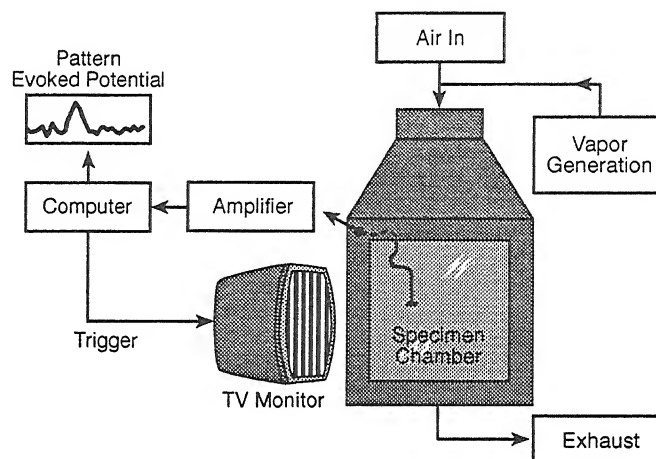 Air In
Pattern
Evoked Potential
Vapor
Generation
Computer
Amplifier
Specimen
Chamber
Trigger
TV Monitor
Exhaust